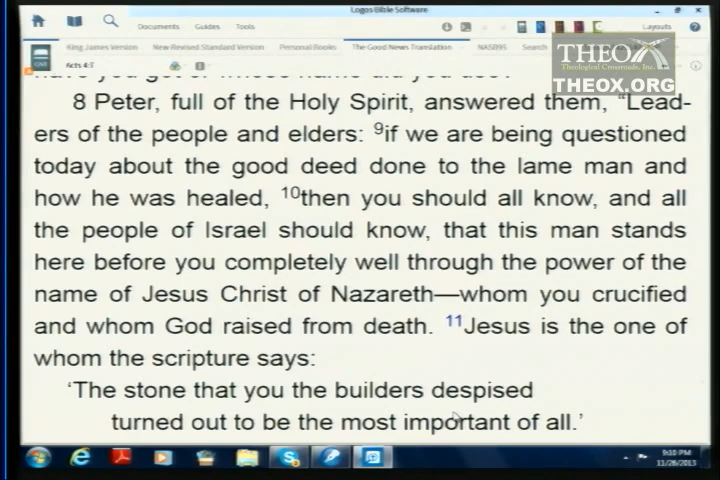 Logos Bible Software
Documents Guides Tools
Layouts
King James Version New Revised Standard Version Personal Books The Good News Translation NASB95 Search
Acts 4:7
THEOX
Theological Crossroads, Inc.
THEOX.ORG
8 Peter, full of the Holy Spirit, answered them, “Lead-
ers of the people and elders: 9if we are being questioned
today about the good deed done to the lame man and
how he was healed, 10then you should all know, and all
the people of Israel should know, that this man stands
here before you completely well through the power of the
name of Jesus Christ of Nazareth—whom you crucified
and whom God raised from death. 11Jesus is the one of
whom the scripture says:
‘The stone that you the builders despised
turned out to be the most important of all.’
9:10 PM
11/26/2013